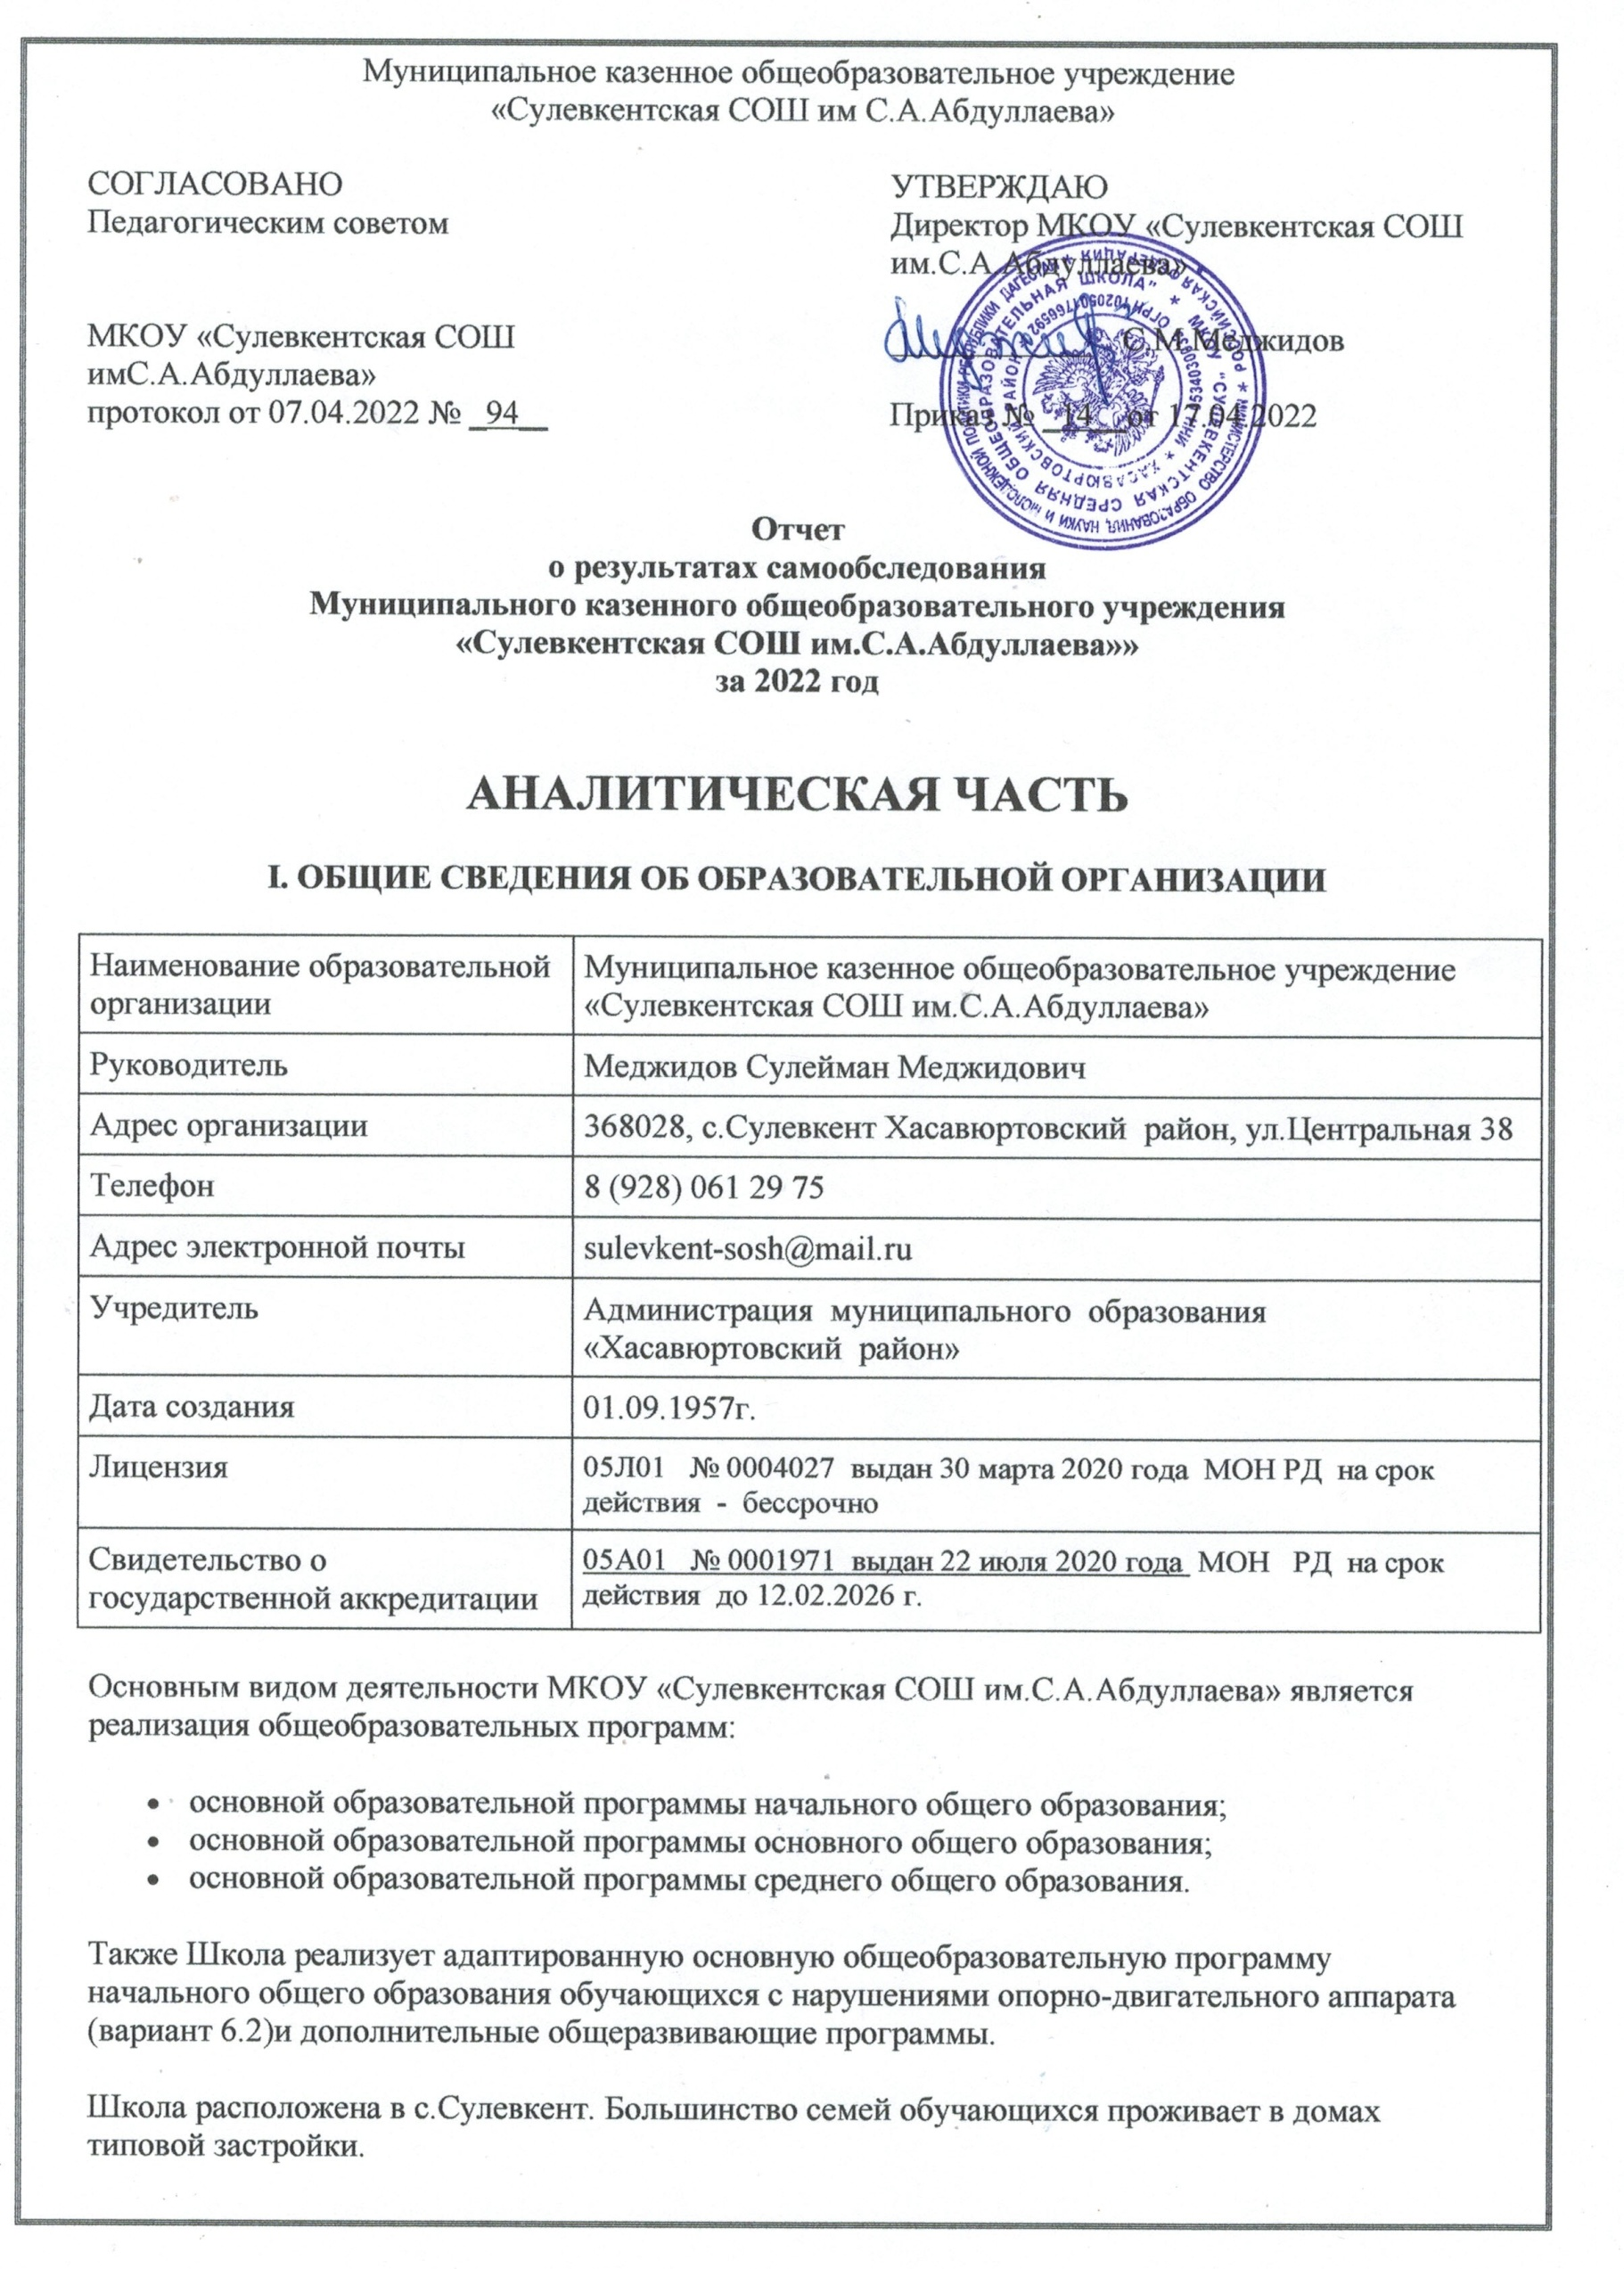 Муниципальное казенное общеобразовательное учреждение
«Сулевкентская СОШ им С.А.Абдуллаева»
СОГЛАСОВАНО
Педагогическим советом
МКОУ «Сулевкентская СОШ
имС.А.Абдуллаева»
протокол от 07.04.2022 № _94_
УТВЕРЖДАЮ
Директор МКОУ «Сулевкентская СОШ
им.С.А.Абдуллаева»
С.М.Меджидов
Приказ № _14_ от 17.04.2022
Отчет
о результатах самообследования
Муниципального казенного общеобразовательного учреждения
«Сулевкентская СОШ им.С.А.Абдуллаева»»
за 2022 год
АНАЛИТИЧЕСКАЯ ЧАСТЬ
I. ОБЩИЕ СВЕДЕНИЯ ОБ ОБРАЗОВАТЕЛЬНОЙ ОРГАНИЗАЦИИ
Наименование образовательной
организации
Муниципальное казенное общеобразовательное учреждение
«Сулевкентская СОШ им.С.А.Абдуллаева»
Руководитель
Меджидов Сулейман Меджидович
Адрес организации
368028, с.Сулевкент Хасавюртовский район, ул.Центральная 38
Телефон
8 (928) 061 29 75
Адрес электронной почты
sulevkent-sosh@mail.ru
Учредитель
Администрация муниципального образования
«Хасавюртовский район»
Дата создания
01.09.1957г.
Лицензия
05Л01 № 0004027 выдан 30 марта 2020 года МОН РД на срок
действия - бессрочно
Свидетельство о
государственной аккредитации
05А01 № 0001971 выдан 22 июля 2020 года МОН РД на срок
действия до 12.02.2026 г.
Основным видом деятельности МКОУ «Сулевкентская СОШ им.С.А.Абдуллаева» является
реализация общеобразовательных программ:
• основной образовательной программы начального общего образования;
• основной образовательной программы основного общего образования;
• основной образовательной программы среднего общего образования.
Также Школа реализует адаптированную основную общеобразовательную программу
начального общего образования обучающихся с нарушениями опорно-двигательного аппарата
(вариант 6.2)и дополнительные общеразвивающие программы.
Школа расположена в с.Сулевкент. Большинство семей обучающихся проживает в домах
типовой застройки.